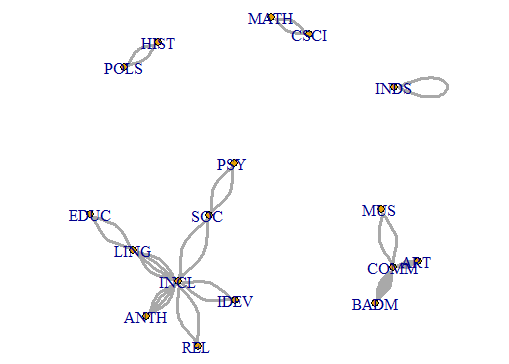 MATH
CSCI
HIST
POLS
INDS
PSY
EDUC
SOC
MUS
LING
ART
COMM
INCL
IDEV
BADM
ANTH
REL